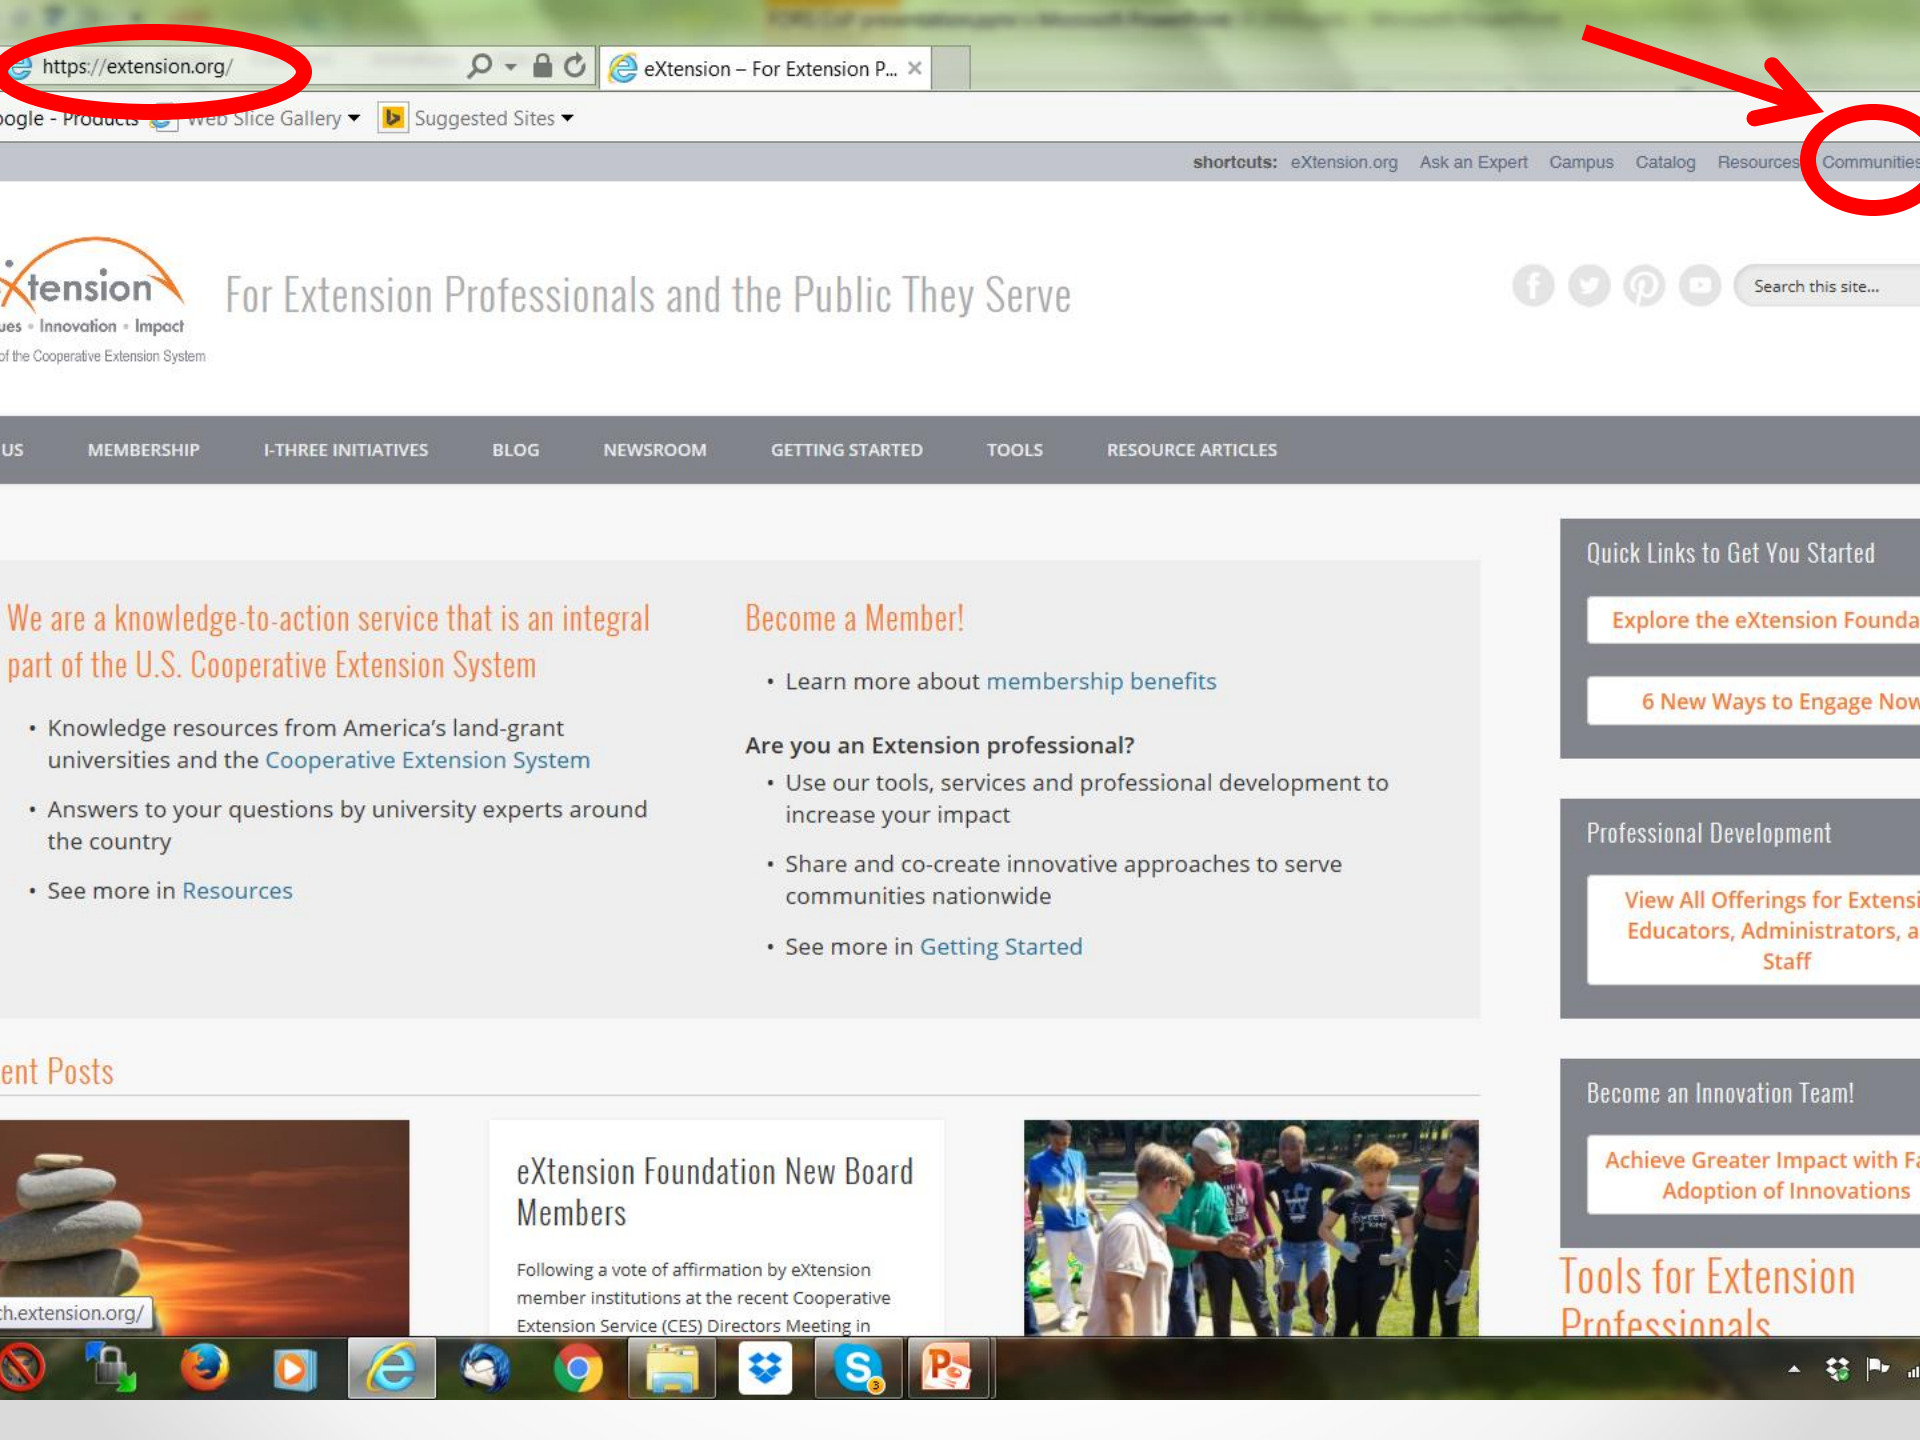 https://extension.org/
eXtension – For Extension P...
Google - Products Web Slice Gallery Suggested Sites
shortcuts: eXtension.org Ask an Expert Campus Catalog Resources Communities
tension
For Extension Professionals and the Public They Serve
Search this site...
ues • Innovation • Impact
of the Cooperative Extension System
US MEMBERSHIP I-THREE INITIATIVES BLOG NEWSROOM GETTING STARTED TOOLS RESOURCE ARTICLES
We are a knowledge-to-action service that is an integral
part of the U.S. Cooperative Extension System
• Knowledge resources from America's land-grant
universities and the Cooperative Extension System
• Answers to your questions by university experts around
the country
• See more in Resources
Become a Member!
• Learn more about membership benefits
Are you an Extension professional?
• Use our tools, services and professional development to
increase your impact
• Share and co-create innovative approaches to serve
communities nationwide
• See more in Getting Started
Quick Links to Get You Started
Explore the eXtension Founda
6 New Ways to Engage Now
Professional Development
View All Offerings for Extensi
Educators, Administrators, a
Staff
Become an Innovation Team!
Achieve Greater Impact with Fa
Adoption of Innovations
Tools for Extension
Professionals
ent Posts
eXtension Foundation New Board
Members
Following a vote of affirmation by eXtension
member institutions at the recent Cooperative
Extension Service (CES) Directors Meeting in
ch.extension.org/